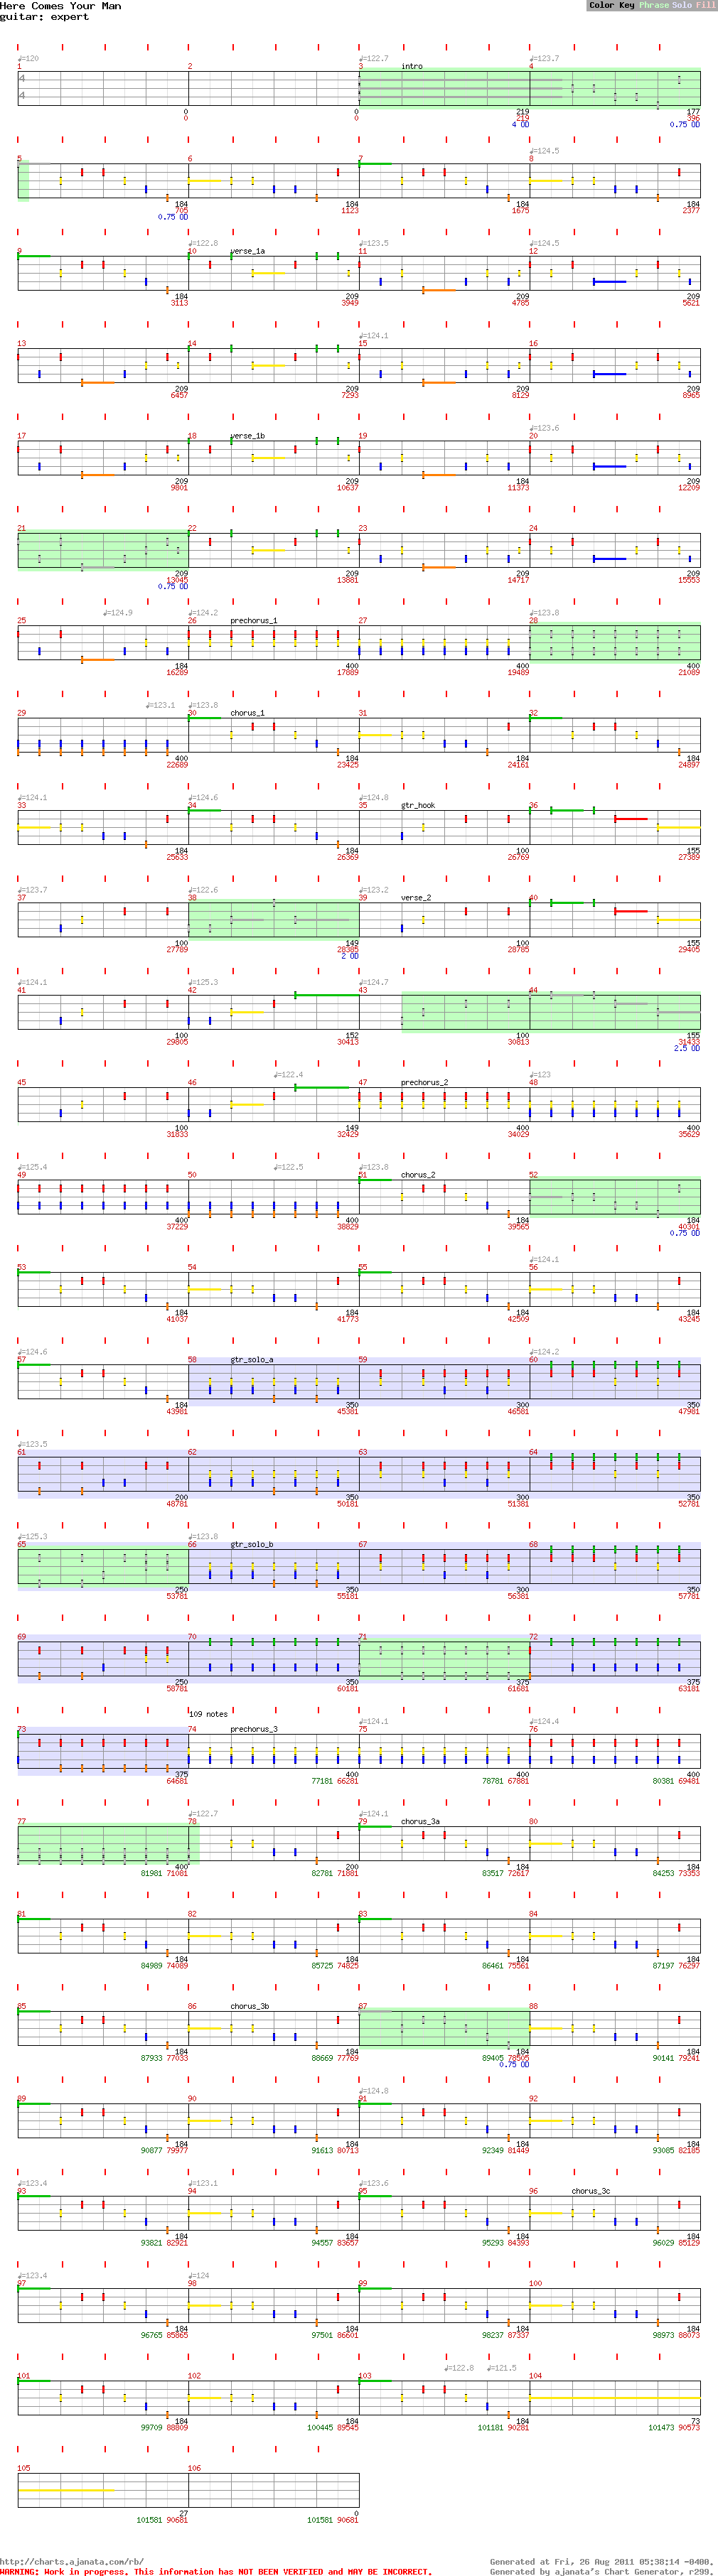 Here Comes Your Man
guitar: expert
Color Key Phrase Solo Fill
♩=120 ♩=122.7 ♩=123.7
1 2 3 intro 4
4
4
0 0 219 177
0 0 219 396
4 OD 0.75 OD
♩=124.5
5 6 7 8
184 184 184 184
705 1123 1675 2377
0.75 OD
♩=122.8 ♩=123.5 ♩=124.5
9 10 verse_1a 11 12
184 209 209 209
3113 3949 4785 5621
♩=124.1
13 14 15 16
209 209 209 209
6457 7293 8129 8965
♩=123.6
17 18 verse_1b 19 20
209 209 184 209
9801 10637 11373 12209
21 22 23 24
209 209 209 209
13045 13881 14717 15553
0.75 OD
♩=124.9 ♩=124.2 ♩=123.8
25 26 prechorus_1 27 28
184 400 400 400
16289 17889 19489 21089
♩=123.1 ♩=123.8
29 30 chorus_1 31 32
400 184 184 184
22689 23425 24161 24897
♩=124.1 ♩=124.6 ♩=124.8
33 34 35 gtr_hook 36
184 184 100 155
25633 26369 26769 27389
♩=123.7 ♩=122.6 ♩=123.2
37 38 39 verse_2 40
100 149 100 155
27789 28385 28785 29405
2 OD
♩=124.1 ♩=125.3 ♩=124.7
41 42 43 44
100 152 100 155
29805 30413 30813 31433
2.5 OD
♩=122.4 ♩=123
45 46 47 prechorus_2 48
100 149 400 400
31833 32429 34029 35629
♩=125.4 ♩=122.5 ♩=123.8
49 50 51 chorus_2 52
400 400 184 184
37229 38829 39565 40301
0.75 OD
♩=124.1
53 54 55 56
184 184 184 184
41037 41773 42509 43245
♩=124.6 ♩=124.2
57 58 gtr_solo_a 59 60
184 350 300 350
43981 45381 46581 47981
♩=123.5
61 62 63 64
200 350 300 350
48781 50181 51381 52781
♩=125.3 ♩=123.8
65 66 gtr_solo_b 67 68
250 350 300 350
53781 55181 56381 57781
69 70 71 72
250 350 375 375
58781 60181 61681 63181
109 notes
♩=124.1 ♩=124.4
73 74 prechorus_3 75 76
375 400 400 400
64681 77181 66281 78781 67881 80381 69481
♩=122.7 ♩=124.1
77 78 79 chorus_3a 80
400 200 184 184
81981 71081 82781 71881 83517 72617 84253 73353
81 82 83 84
184 184 184 184
84989 74089 85725 74825 86461 75561 87197 76297
85 86 chorus_3b 87 88
184 184 184 184
87933 77033 88669 77769 89405 78505 90141 79241
0.75 OD
♩=124.8
89 90 91 92
184 184 184 184
90877 79977 91613 80713 92349 81449 93085 82185
♩=123.4 ♩=123.1 ♩=123.6
93 94 95 96 chorus_3c
184 184 184 184
93821 82921 94557 83657 95293 84393 96029 85129
♩=123.4 ♩=124
97 98 99 100
184 184 184 184
96765 85865 97501 86601 98237 87337 98973 88073
♩=122.8 ♩=121.5
101 102 103 104
184 184 184 73
99709 88809 100445 89545 101181 90281 101473 90573
105 106
27 0
101581 90681 101581 90681
http://charts.ajanata.com/rb/
Generated at Fri, 26 Aug 2011 05:38:14 -0400.
WARNING: Work in progress. This information has NOT BEEN VERIFIED and MAY BE INCORRECT.
Generated by ajanata's Chart Generator, r299.